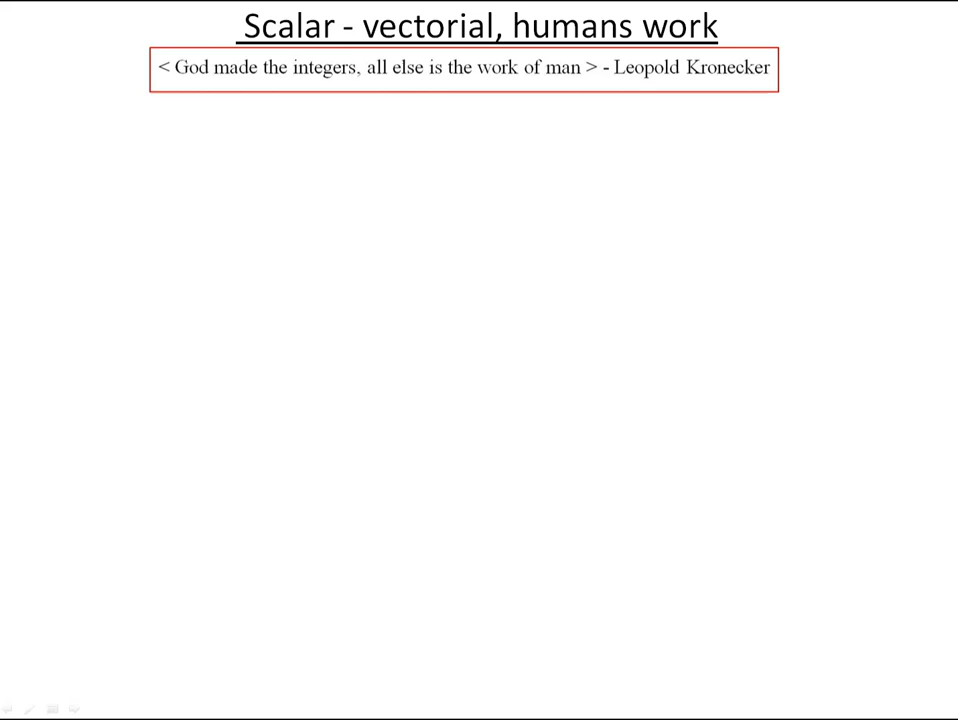 Scalar - vectorial, humans work
< God made the integers, all else is the work of man > - Leopold Kronecker